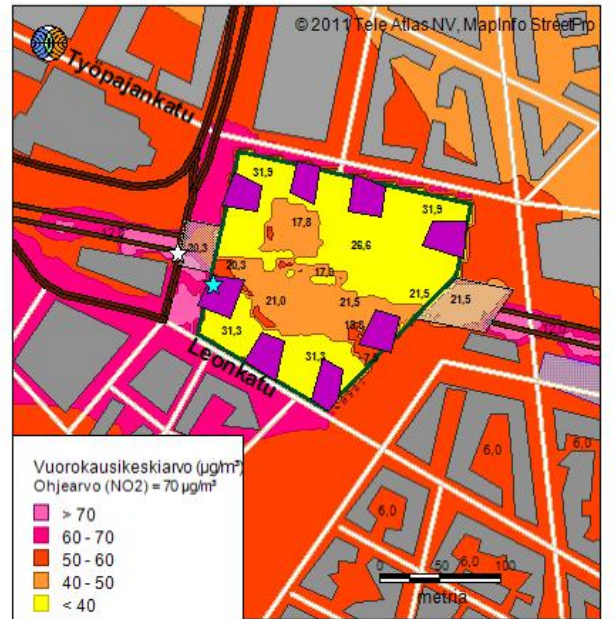 © 2011 Tele Atlas NV, MapInfo StreetPro
Työpajankatu
31,9
31,9
17,8
26,6
20,3
20,3
17,0
21,0
21,5
21,5
21,5
31,3
31,3
Leonkatu
6,0
6,0
6,0
6,0
Vuorokausikeskiarvo (µg/m³)
Ohjearvo (NO2) = 70 µg/m³
> 70
60 - 70
50 - 60
40 - 50
< 40
0 50 100
metriä